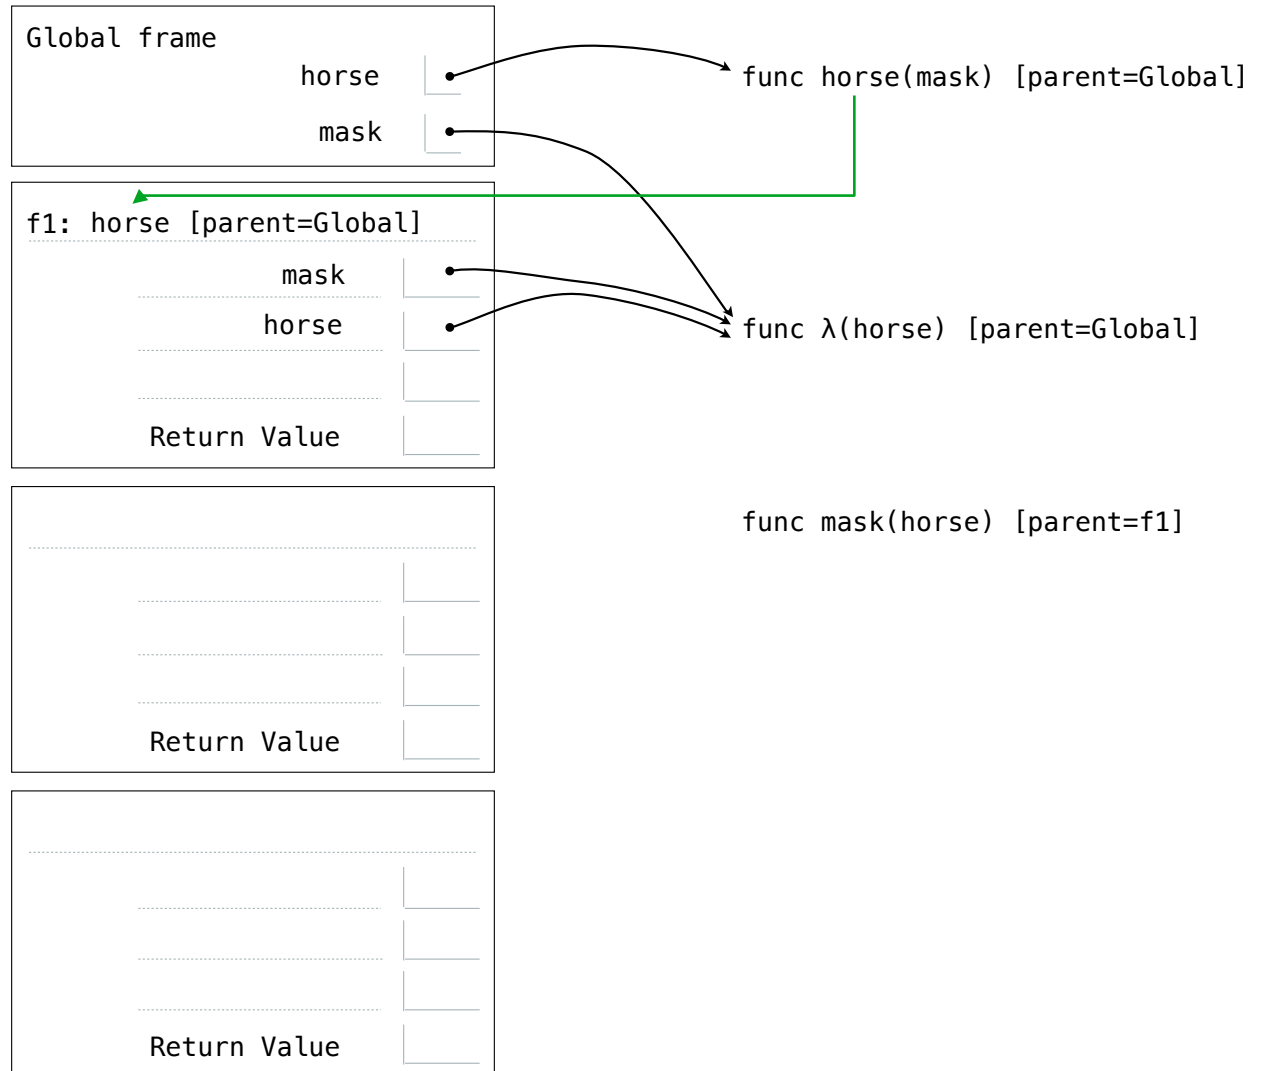 Global frame
horse
func horse(mask) [parent=Global]
mask
f1: horse [parent=Global]
mask
horse
func λ(horse) [parent=Global]
Return Value
func mask(horse) [parent=f1]
Return Value
Return Value